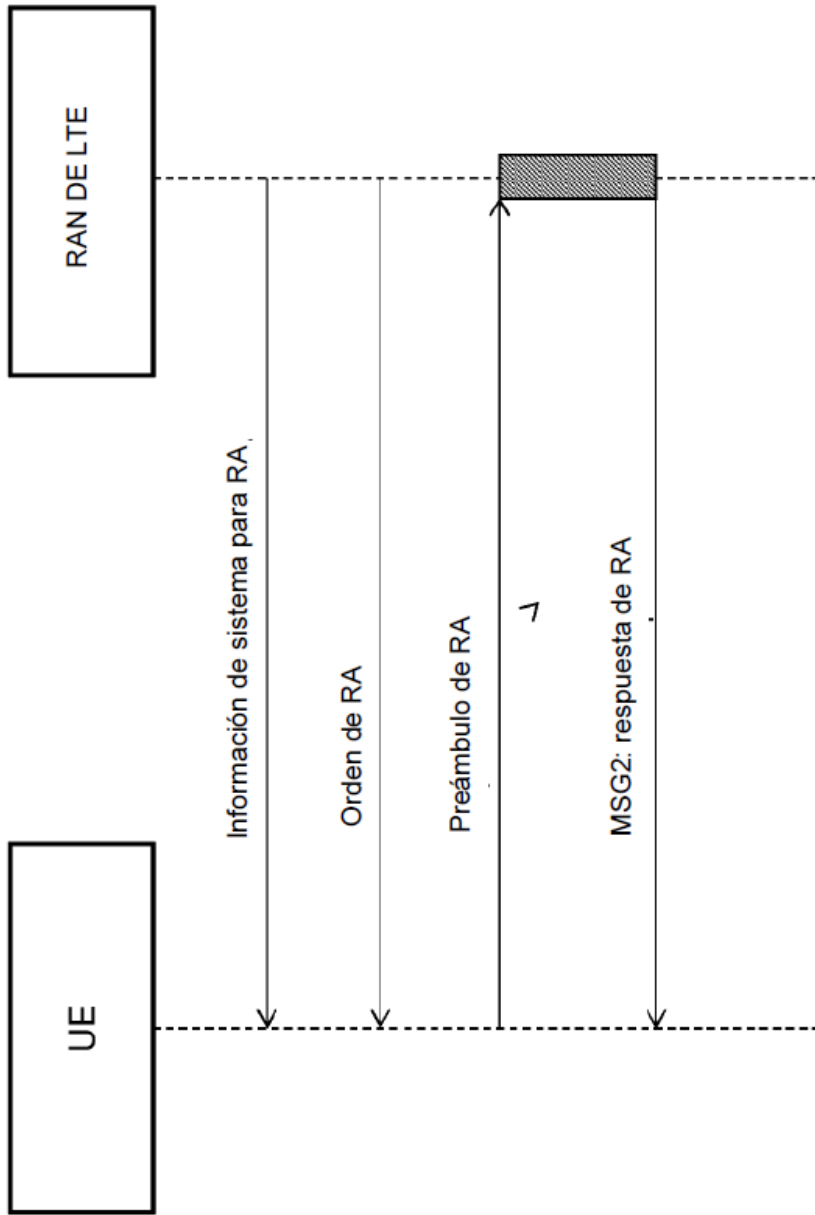 UE
RAN DE LTE
Información de sistema para RA
Orden de RA
Preámbulo de RA
MSG2: respuesta de RA